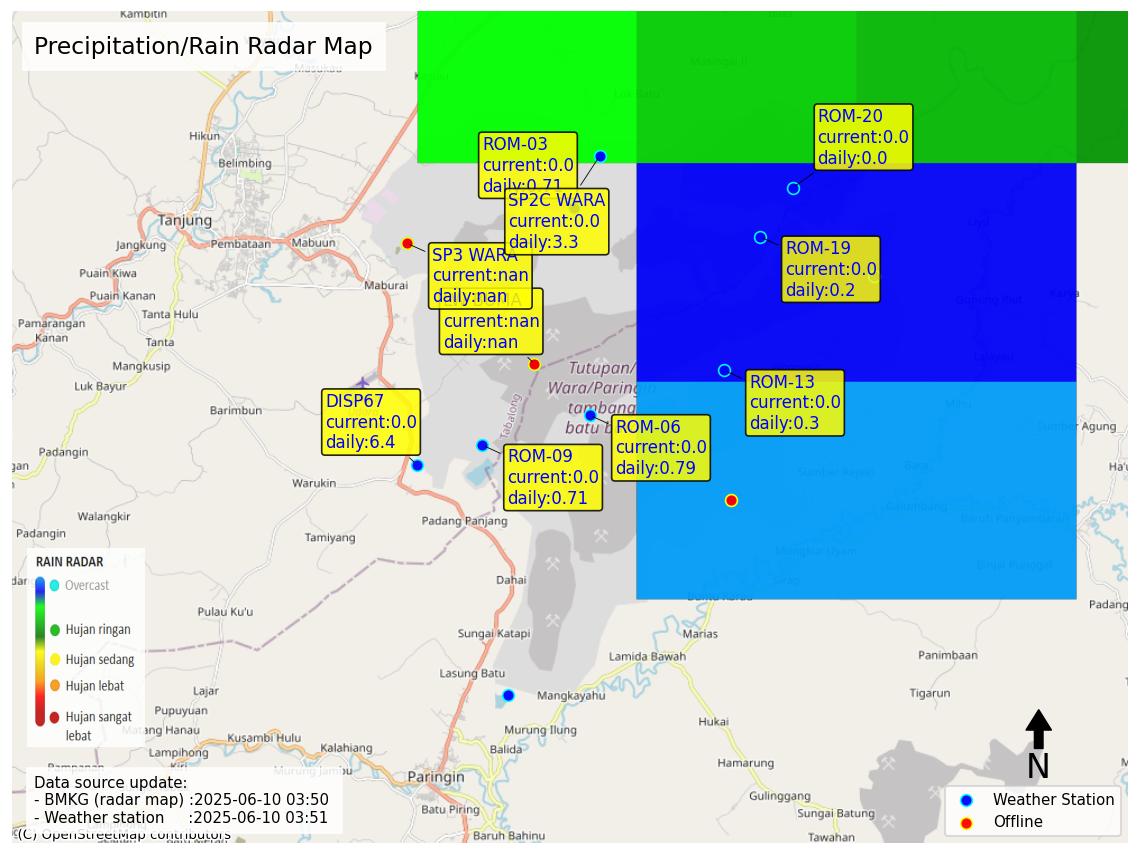 Precipitation/Rain Radar Map
Kambitin
Masukau
Kapulu
Masingai II
Lok Batu
Hikun
Belimbing
Tanjung
Jangkung
Pembataan
Mabuun
Maburai
Puain Kiwa
Puain Kanan
Tanta Hulu
Pamarangan
Kanan
Tanta
Mangkusip
Luk Bayur
Barimbun
Warukin
Walangkir
Padangin
Tamiyang
Padang Panjang
Dahai
Pulau Ku'u
Sungai Katapi
Lasung Batu
Lajar
Pupuyuan
Matang Hanau
Lampihong
Kusambi Hulu
Kalahiang
Murung Jambu
Paringin
Batu Piring
Baruh Bahinu
Balida
Murung Ilung
Mangkayahu
Lamida Bawah
Marias
Hukai
Hamarung
Gulinggang
Sungai Batung
Tawahan
Tigarun
Panimbaan
Padang
Sumber Agung
Tabalong
Tutupan/
Wara/Paringin
tambang
batu b
ROM-03
current:0.0
daily:0.71
SP2C WARA
current:0.0
daily:3.3
SP3 WARA
current:nan
daily:nan
current:nan
daily:nan
DISP67
current:0.0
daily:6.4
ROM-09
current:0.0
daily:0.71
ROM-06
current:0.0
daily:0.79
ROM-13
current:0.0
daily:0.3
ROM-19
current:0.0
daily:0.2
ROM-20
current:0.0
daily:0.0
RAIN RADAR
Overcast
Hujan ringan
Hujan sedang
Hujan lebat
Hujan sangat
lebat
Data source update:
- BMKG (radar map) :2025-06-10 03:50
- Weather station :2025-06-10 03:51
(C) OpenStreetMap contributors
N
Weather Station
Offline